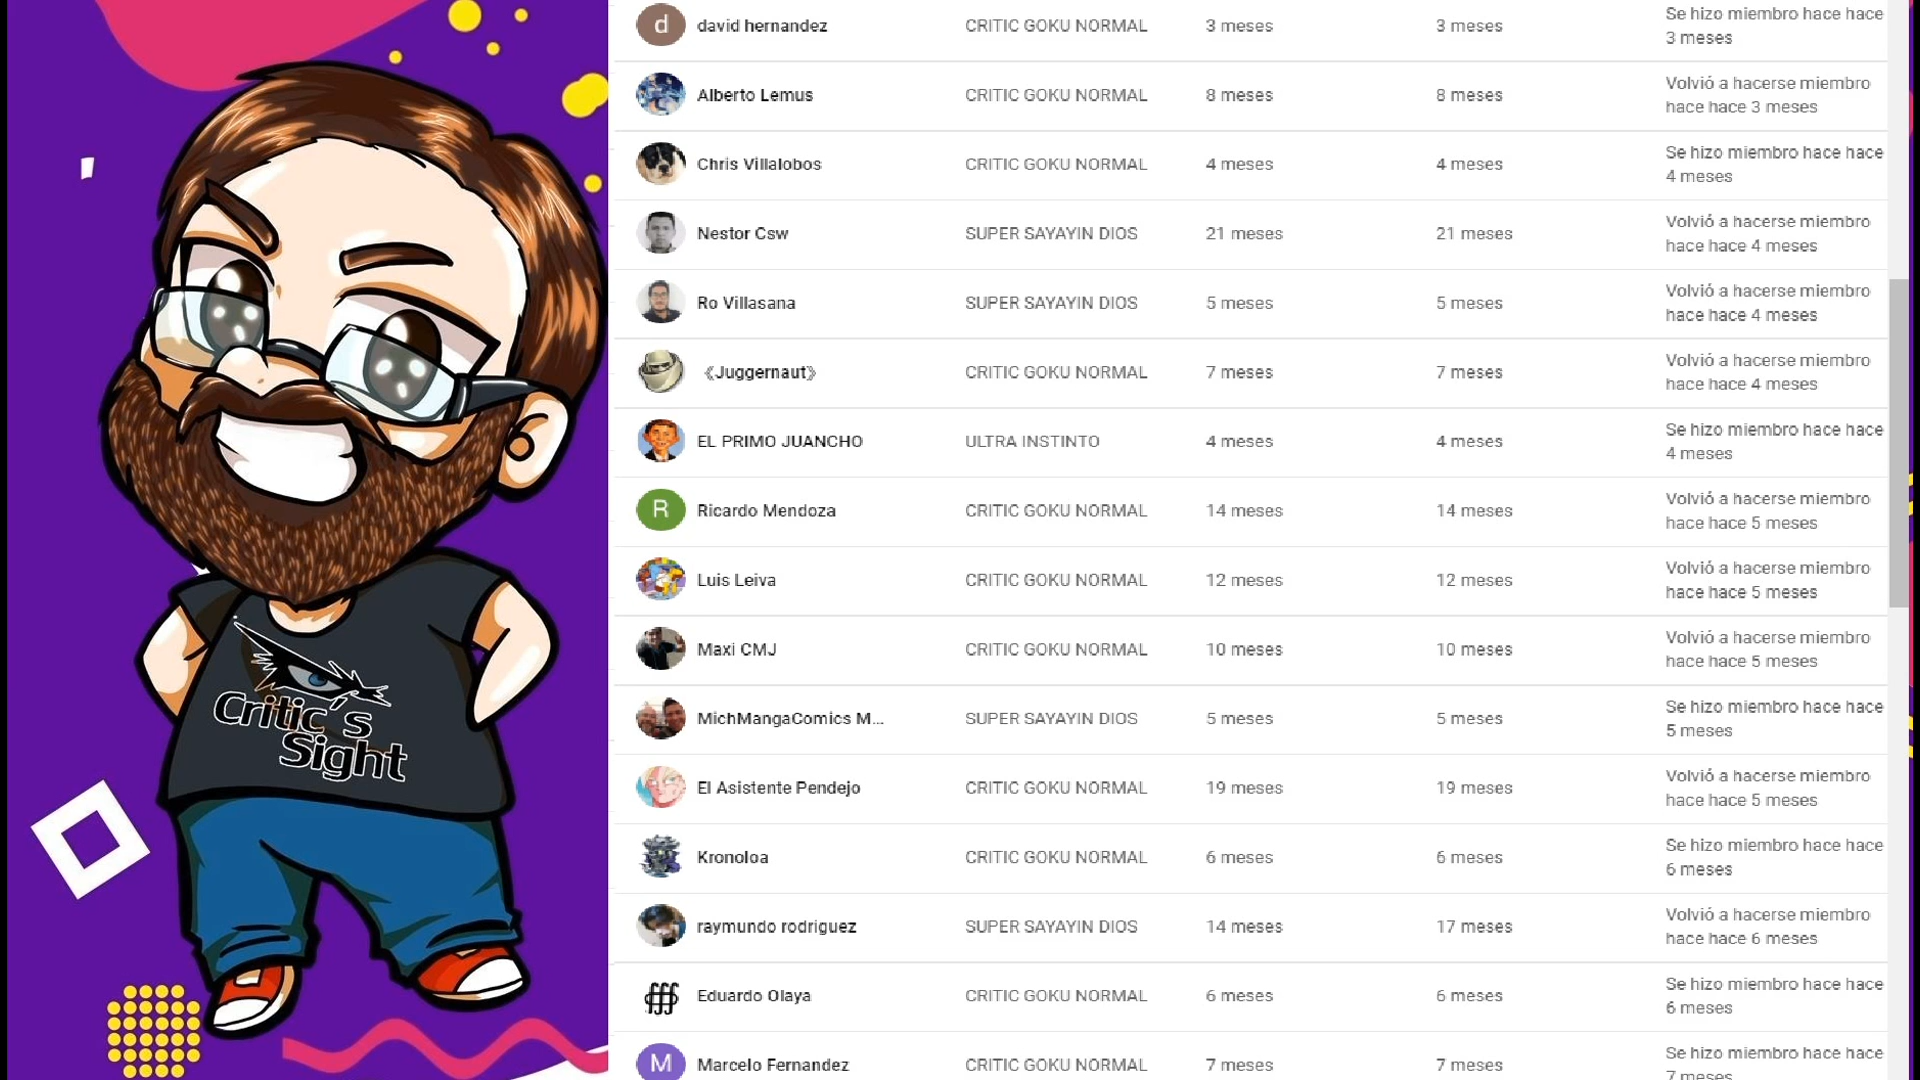 Critic's
Sight
d david hernandez CRITIC GOKU NORMAL 3 meses 3 meses Se hizo miembro hace hace
3 meses
Alberto Lemus CRITIC GOKU NORMAL 8 meses 8 meses Volvió a hacerse miembro
hace hace 3 meses
Chris Villalobos CRITIC GOKU NORMAL 4 meses 4 meses Se hizo miembro hace hace
4 meses
Nestor Csw SUPER SAYAYIN DIOS 21 meses 21 meses Volvió a hacerse miembro
hace hace 4 meses
Ro Villasana SUPER SAYAYIN DIOS 5 meses 5 meses Volvió a hacerse miembro
hace hace 4 meses
《Juggernaut》 CRITIC GOKU NORMAL 7 meses 7 meses Volvió a hacerse miembro
hace hace 4 meses
EL PRIMO JUANCHO ULTRA INSTINTO 4 meses 4 meses Se hizo miembro hace hace
4 meses
R Ricardo Mendoza CRITIC GOKU NORMAL 14 meses 14 meses Volvió a hacerse miembro
hace hace 5 meses
Luis Leiva CRITIC GOKU NORMAL 12 meses 12 meses Volvió a hacerse miembro
hace hace 5 meses
Maxi CMJ CRITIC GOKU NORMAL 10 meses 10 meses Volvió a hacerse miembro
hace hace 5 meses
MichMangaComics M... SUPER SAYAYIN DIOS 5 meses 5 meses Se hizo miembro hace hace
5 meses
El Asistente Pendejo CRITIC GOKU NORMAL 19 meses 19 meses Volvió a hacerse miembro
hace hace 5 meses
Kronoloa CRITIC GOKU NORMAL 6 meses 6 meses Se hizo miembro hace hace
6 meses
raymundo rodriguez SUPER SAYAYIN DIOS 14 meses 17 meses Volvió a hacerse miembro
hace hace 6 meses
Eduardo Olaya CRITIC GOKU NORMAL 6 meses 6 meses Se hizo miembro hace hace
6 meses
M Marcelo Fernandez CRITIC GOKU NORMAL 7 meses 7 meses Se hizo miembro hace hace
7 meses